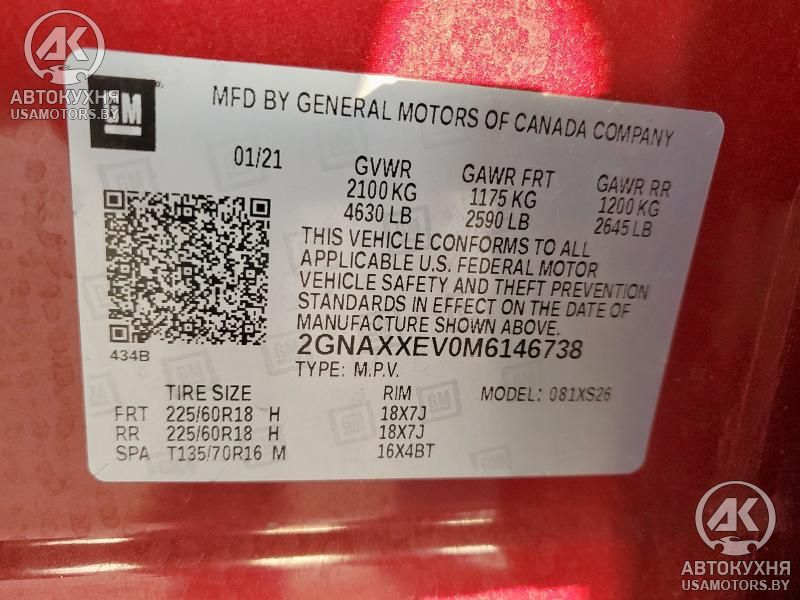 AK
АВТОКУХНЯ
USAMOTORS.BY
GM
MFD BY GENERAL MOTORS OF CANADA COMPANY
01/21 GVWR GAWR FRT GAWR RR
2100 KG 1175 KG 1200 KG
4630 LB 2590 LB 2645 LB
THIS VEHICLE CONFORMS TO ALL
APPLICABLE U.S. FEDERAL MOTOR
VEHICLE SAFETY AND THEFT PREVENTION
STANDARDS IN EFFECT ON THE DATE OF
MANUFACTURE SHOWN ABOVE.
434B 2GNAXXEV0M6146738
TYPE: M.P.V.
TIRE SIZE RIM MODEL: 081XS26
FRT 225/60R18 H 18X7J
RR 225/60R18 H 18X7J
SPA T135/70R16 M 16X4BT
AK
АВТОКУХНЯ
USAMOTORS.BY